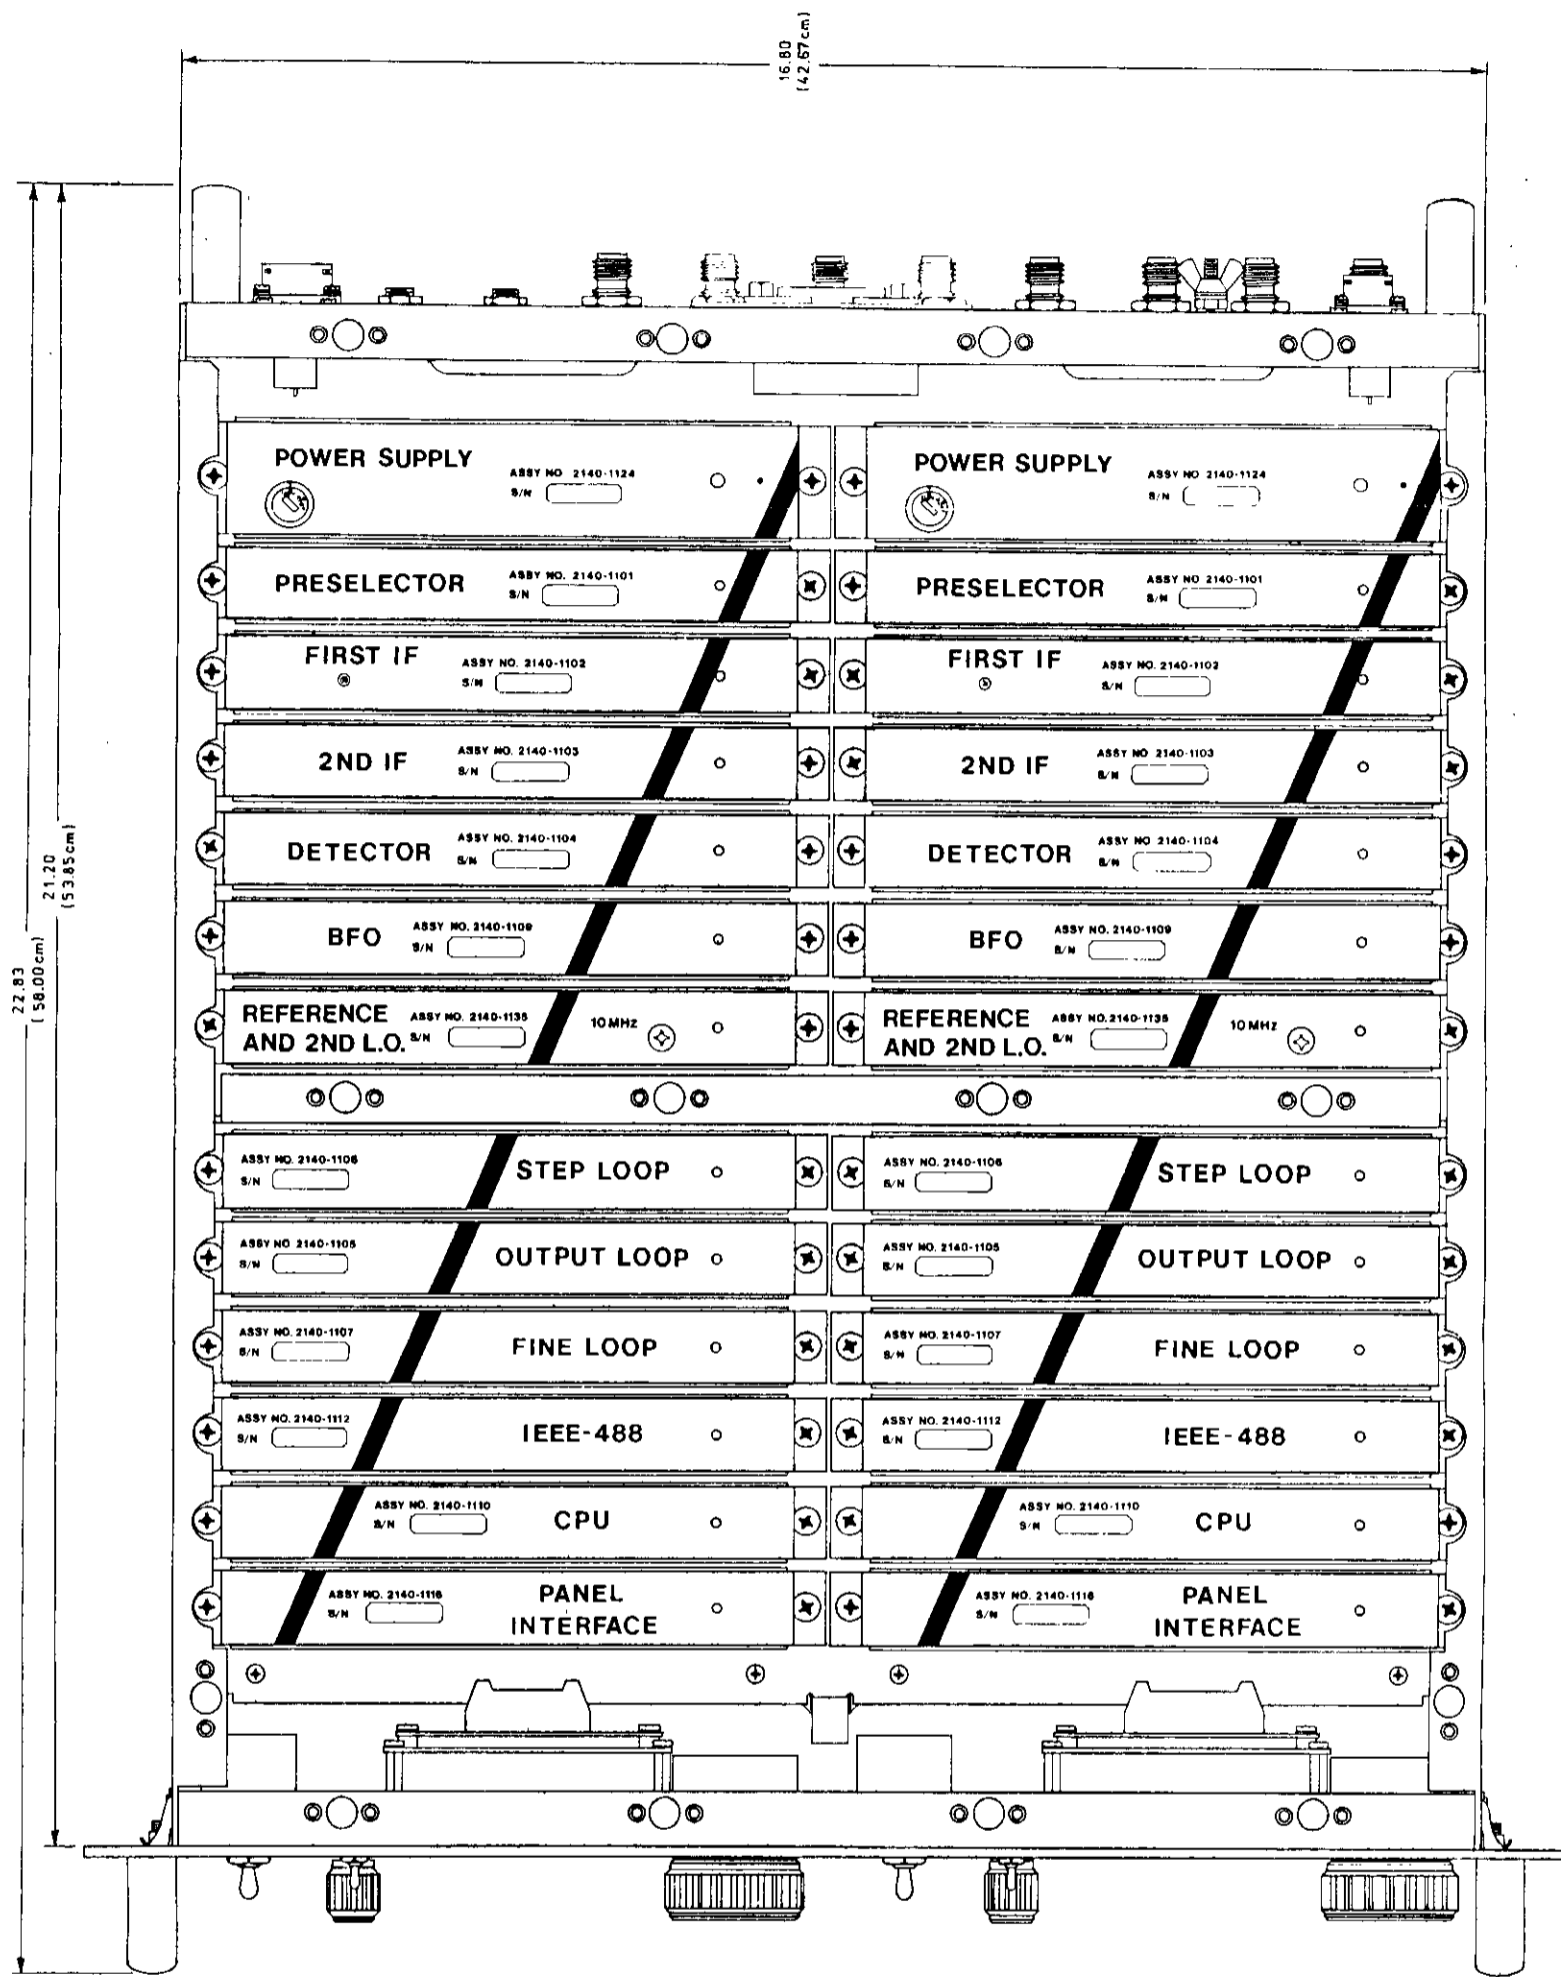 16.80
(42.67cm)
22.83
(58.00cm)
21.20
(53.85cm)
POWER SUPPLY
ASSY NO 2140-1124
S/N
PRESELECTOR
ASSY NO. 2140-1101
S/N
FIRST IF
ASSY NO. 2140-1102
S/N
2ND IF
ASSY NO. 2140-1103
S/N
DETECTOR
ASSY NO. 2140-1104
S/N
BFO
ASSY NO. 2140-1109
S/N
REFERENCE
AND 2ND L.O.
ASSY NO. 2140-1135
S/N
10MHz
ASSY NO. 2140-1106
S/N
STEP LOOP
ASSY NO. 2140-1105
S/N
OUTPUT LOOP
ASSY NO. 2140-1107
S/N
FINE LOOP
ASSY NO. 2140-1112
S/N
IEEE-488
ASSY NO. 2140-1110
S/N
CPU
ASSY NO. 2140-1116
S/N
PANEL
INTERFACE
POWER SUPPLY
ASSY NO 2140-1124
S/N
PRESELECTOR
ASSY NO 2140-1101
S/N
FIRST IF
ASSY NO. 2140-1102
S/N
2ND IF
ASSY NO 2140-1103
S/N
DETECTOR
ASSY NO. 2140-1104
S/N
BFO
ASSY NO. 2140-1109
S/N
REFERENCE
AND 2ND L.O.
ASSY NO. 2140-1135
S/N
10MHz
ASSY NO. 2140-1106
S/N
STEP LOOP
ASSY NO. 2140-1105
S/N
OUTPUT LOOP
ASSY NO. 2140-1107
S/N
FINE LOOP
ASSY NO. 2140-1112
S/N
IEEE-488
ASSY NO. 2140-1110
S/N
CPU
ASSY NO. 2140-1116
S/N
PANEL
INTERFACE